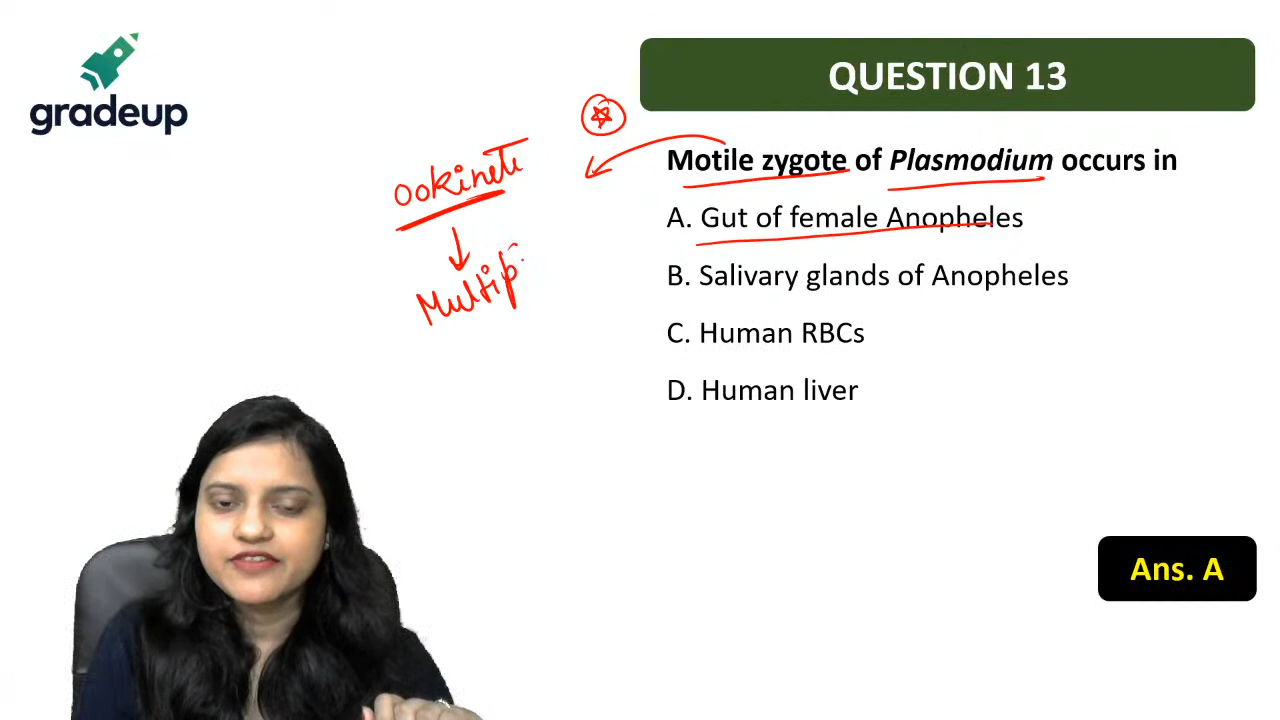 gradeup
QUESTION 13
Motile zygote of Plasmodium occurs in
A. Gut of female Anopheles
B. Salivary glands of Anopheles
C. Human RBCs
D. Human liver
ookinete
Multip
Ans. A